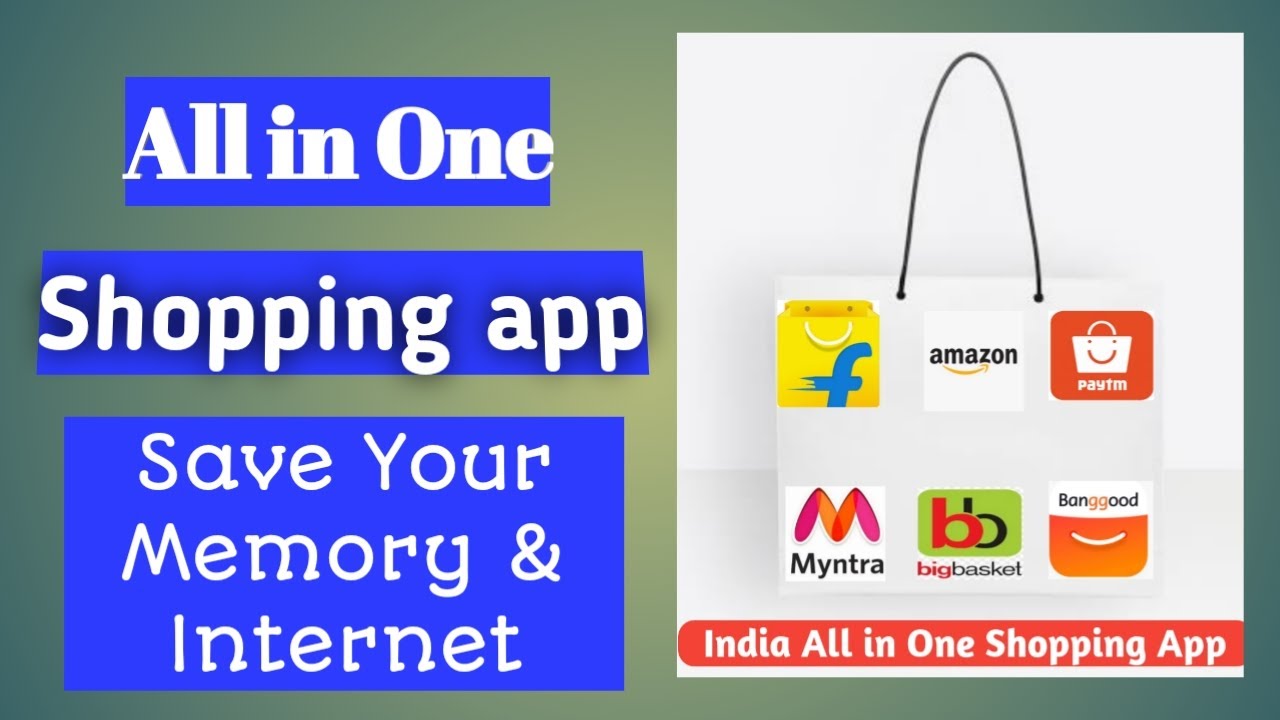 All in One
Shopping app
Save Your
Memory &
Internet
amazon
paytm
Myntra
bb
bigbasket
Banggood
India All in One Shopping App